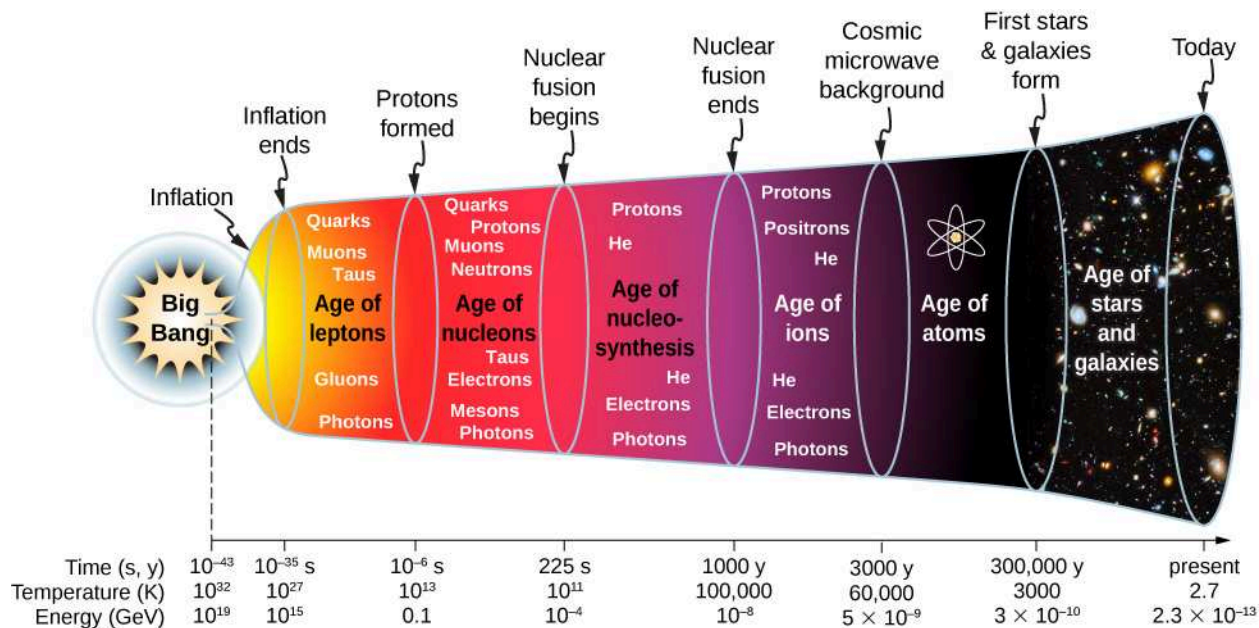 Inflation
Inflation
ends
Protons
formed
Nuclear
fusion
begins
Nuclear
fusion
ends
Cosmic
microwave
background
First stars
& galaxies
form
Today
Big
Bang
Quarks
Muons
Taus
Age of
leptons
Gluons
Photons
Quarks
Protons
Muons
Neutrons
Age of
nucleons
Taus
Electrons
Mesons
Photons
Protons
He
Age of
nucleo-
synthesis
He
Electrons
Photons
Protons
Positrons
He
Age of
ions
He
Electrons
Photons
Age of
atoms
Age of
stars
and
galaxies
Time (s, y) 10⁻⁴³ 10⁻³⁵ s 10⁻⁶ s 225 s 1000 y 3000 y 300,000 y present
Temperature (K) 10³² 10²⁷ 10¹³ 10¹¹ 100,000 60,000 3000 2.7
Energy (GeV) 10¹⁹ 10¹⁵ 0.1 10⁻⁴ 10⁻⁸ 5 × 10⁻⁹ 3 × 10⁻¹⁰ 2.3 × 10⁻¹³